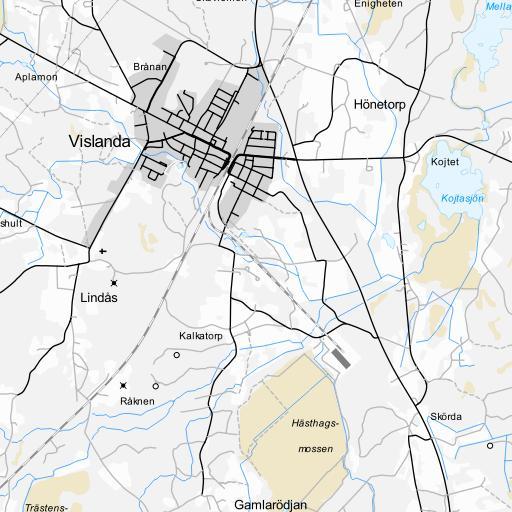 Enigheten
Mella
Brånan
Aplamon
Hönetorp
Vislanda
Kojtet
Kojtasjön
shult
Lindås
Kalkatorp
Råknen
Skörda
Hästhags-
mossen
Trästens-
Gamlarödjan